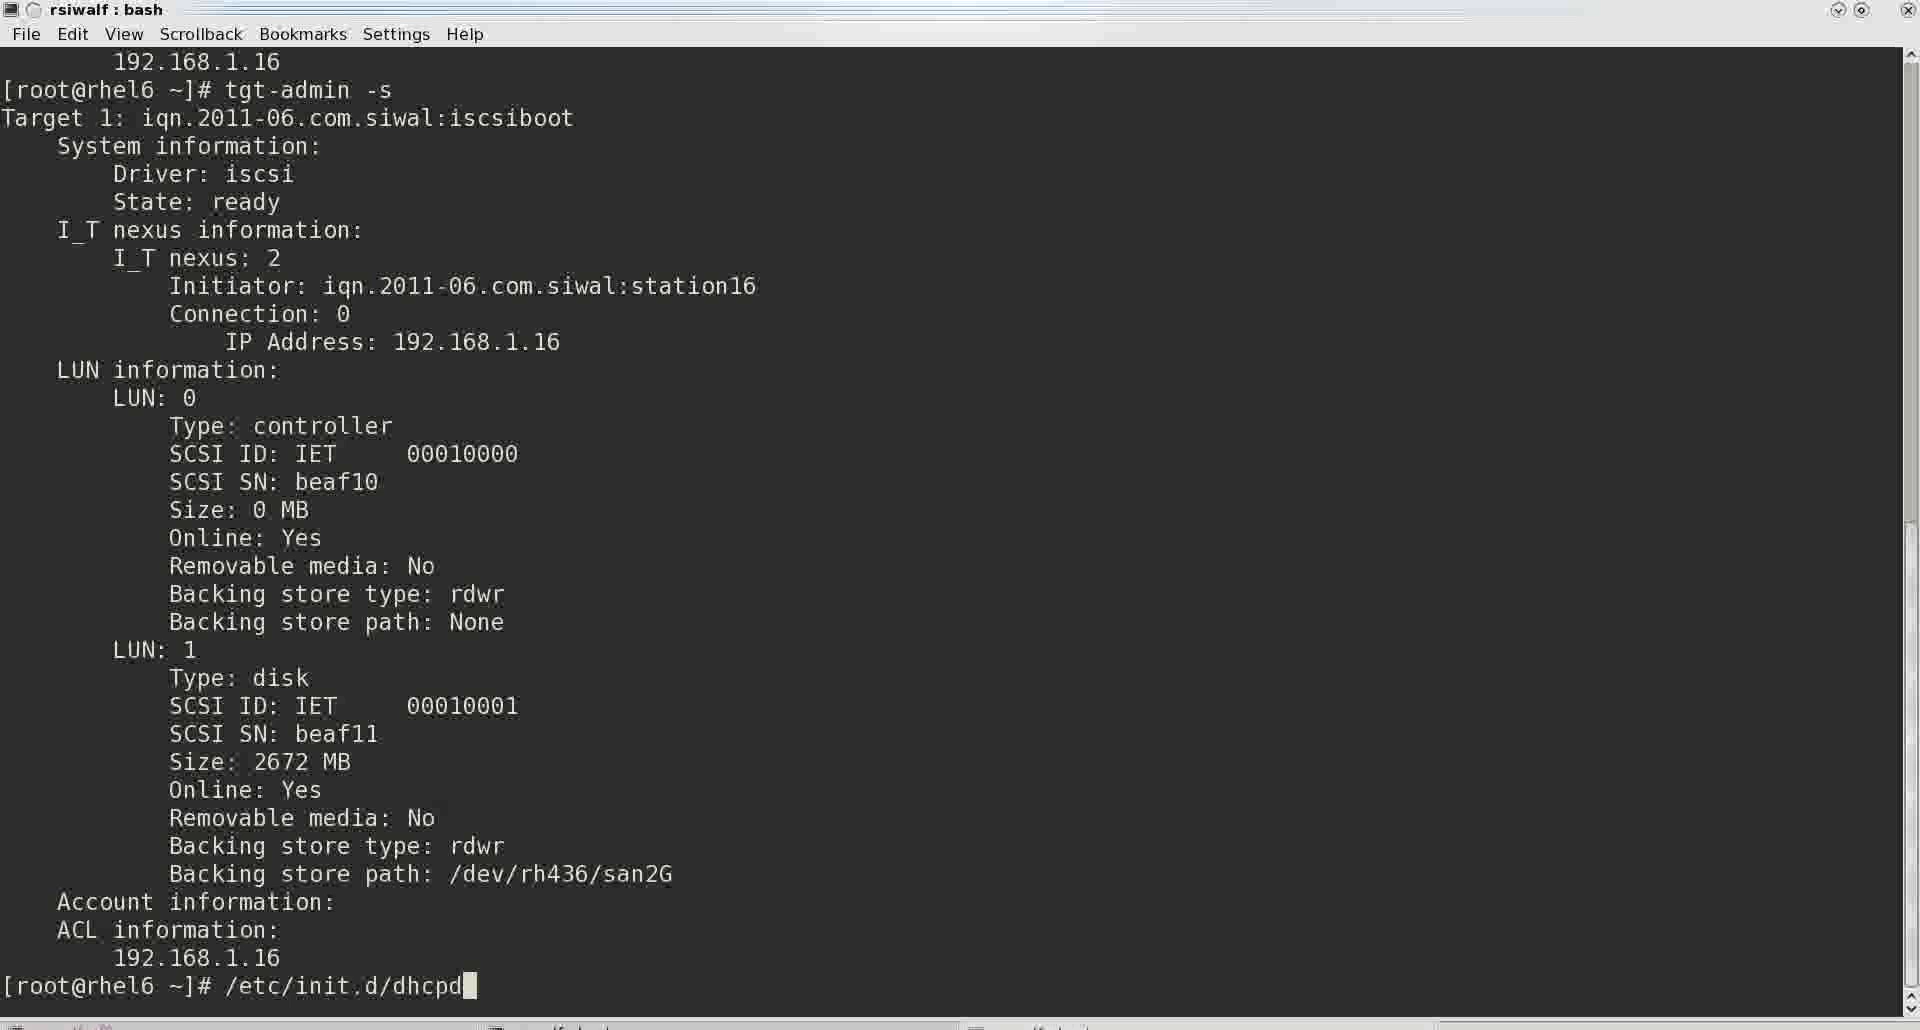 rsiwalf : bash
File Edit View Scrollback Bookmarks Settings Help
192.168.1.16
[root@rhel6 ~]# tgt-admin -s
Target 1: iqn.2011-06.com.siwal:iscsiboot
System information:
Driver: iscsi
State: ready
I_T nexus information:
I_T nexus: 2
Initiator: iqn.2011-06.com.siwal:station16
Connection: 0
IP Address: 192.168.1.16
LUN information:
LUN: 0
Type: controller
SCSI ID: IET     00010000
SCSI SN: beaf10
Size: 0 MB
Online: Yes
Removable media: No
Backing store type: rdwr
Backing store path: None
LUN: 1
Type: disk
SCSI ID: IET     00010001
SCSI SN: beaf11
Size: 2672 MB
Online: Yes
Removable media: No
Backing store type: rdwr
Backing store path: /dev/rh436/san2G
Account information:
ACL information:
192.168.1.16
[root@rhel6 ~]# /etc/init.d/dhcpd